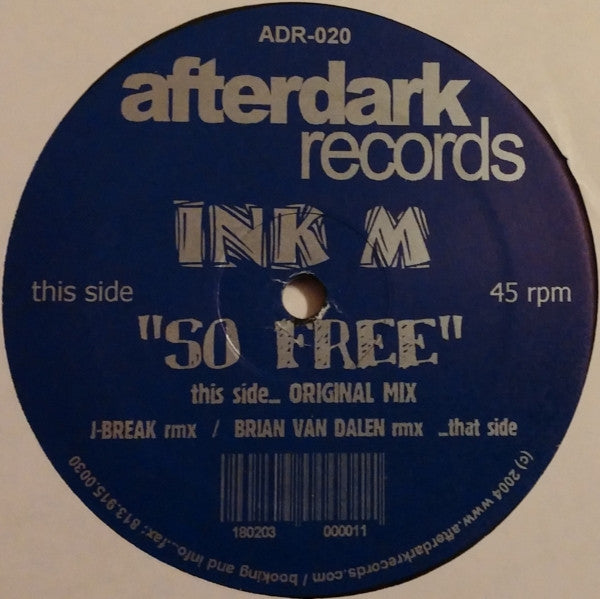 ADR-020
afterdark
records
INK M
this side
45 rpm
"SO FREE"
this side... ORIGINAL MIX
J-BREAK rmx / BRIAN VAN DALEN rmx ...that side
180203 000011
(c) 2004 www.afterdarkrecords.com / booking and info...fax: 813.915.0030